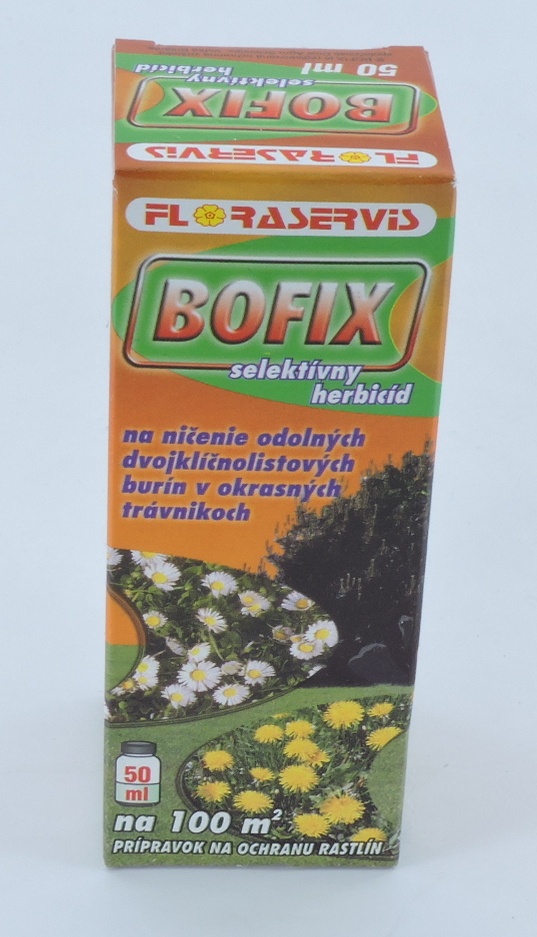 50 ml
selektívny
herbicíd
BOFIX
FLORASERVIS
FLORASERVIS
BOFIX
selektívny
herbicíd
na ničenie odolných
dvojklíčnolistových
burín v okrasných
trávnikoch
50
ml
na 100 m²
PRÍPRAVOK NA OCHRANU RASTLÍN